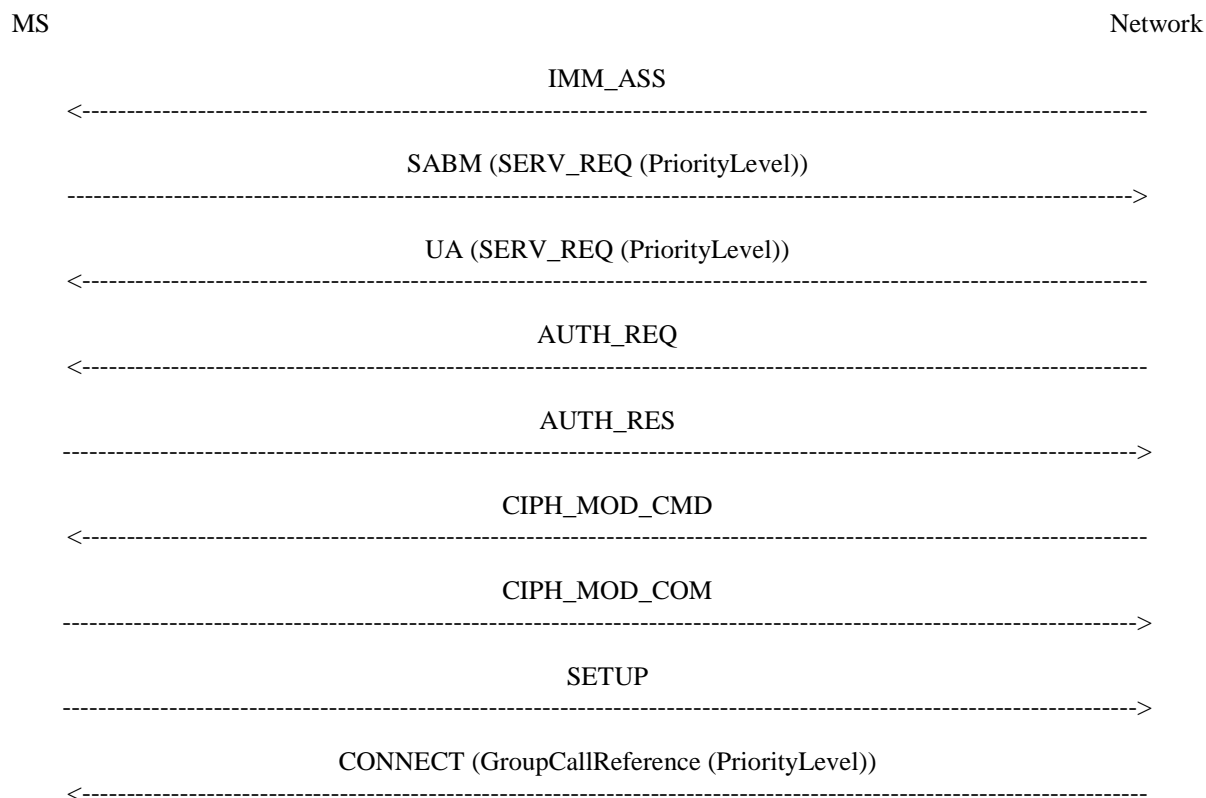 MS Network
IMM_ASS
SABM (SERV_REQ (PriorityLevel))
UA (SERV_REQ (PriorityLevel))
AUTH_REQ
AUTH_RES
CIPH_MOD_CMD
CIPH_MOD_COM
SETUP
CONNECT (GroupCallReference (PriorityLevel))